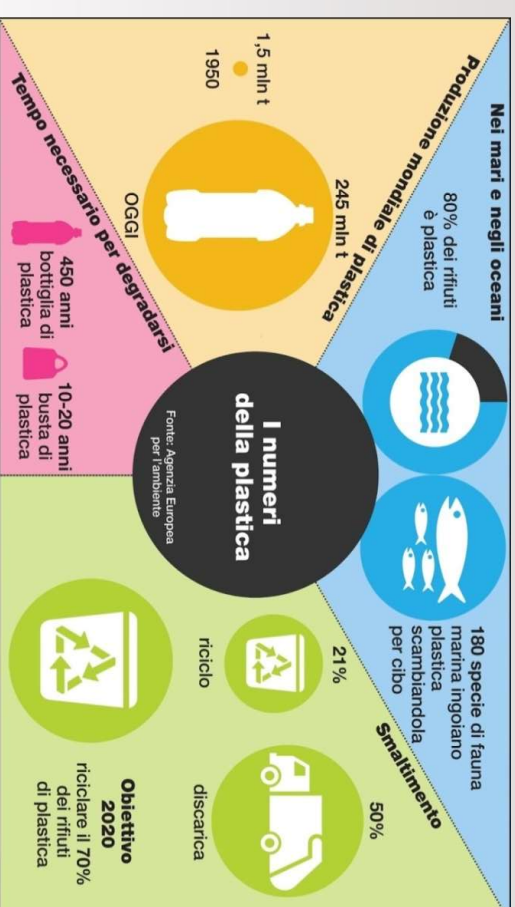 Nei mari e negli oceani
80% dei rifiuti
è plastica
180 specie di fauna
marina ingoiano
plastica
scambiandola
per cibo
Produzione mondiale di plastica
1,5 mln t
1950
245 mln t
OGGI
I numeri
della plastica
Fonte: Agenzia Europea
per l'ambiente
Smaltimento
21%
riciclo
50%
discarica
Obiettivo
2020
riciclare il 70%
dei rifiuti
di plastica
Tempo necessario per degradarsi
450 anni
bottiglia di
plastica
10-20 anni
busta di
plastica